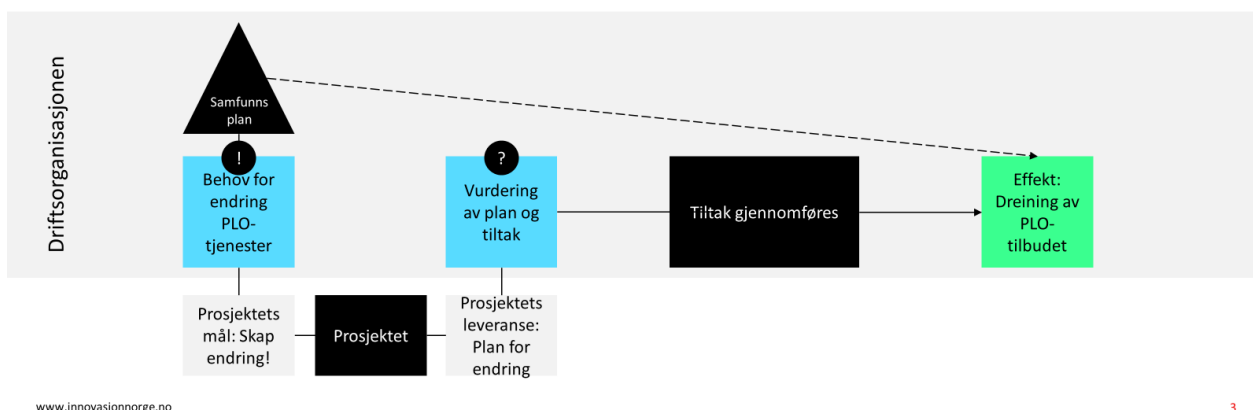 Driftsorganisasjonen
Samfunns
plan
!
Behov for
endring
PLO-
tjenester
?
Vurdering
av plan og
tiltak
Tiltak gjennomføres
Effekt:
Dreining av
PLO-
tilbudet
Prosjektets
mål: Skap
endring!
Prosjektet
Prosjektets
leveranse:
Plan for
endring
www.innovasjonnorge.no
3